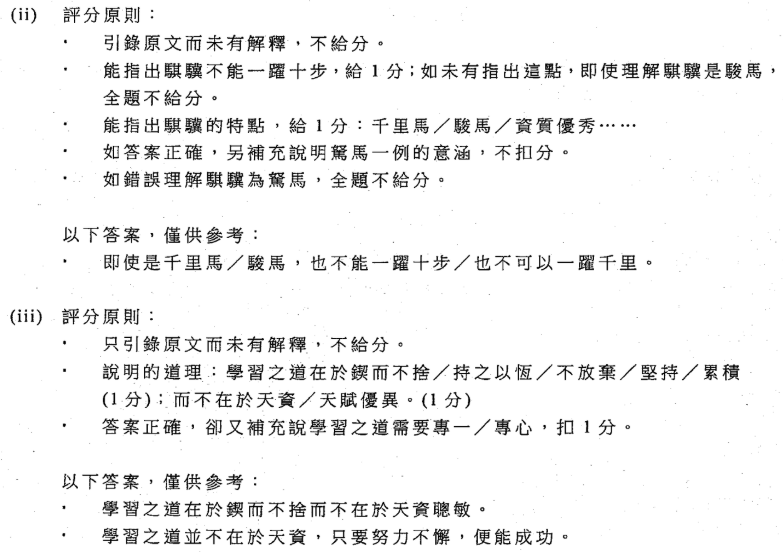 (ii) 評分原則：
· 引錄原文而未有解釋，不給分。
· 能指出騏驥不能一躍十步，給 1 分；如未有指出這點，即使理解騏驥是駿馬，
全題不給分。
· 能指出騏驥的特點，給 1 分：千里馬／駿馬／資質優秀……
· 如答案正確，另補充說明駑馬一例的意涵，不扣分。
· 如錯誤理解騏驥為駑馬，全題不給分。
以下答案，僅供參考：
· 即使是千里馬／駿馬，也不能一躍十步／也不可以一躍千里。
(iii) 評分原則：
· 只引錄原文而未有解釋，不給分。
· 說明的道理：學習之道在於鍥而不捨／持之以恆／不放棄／堅持／累積
(1 分)；而不在於天資／天賦優異。(1 分)
· 答案正確，卻又補充說學習之道需要專一／專心，扣 1 分。
以下答案，僅供參考：
· 學習之道在於鍥而不捨而不在於天資聰敏。
· 學習之道並不在於天資，只要努力不懈，便能成功。